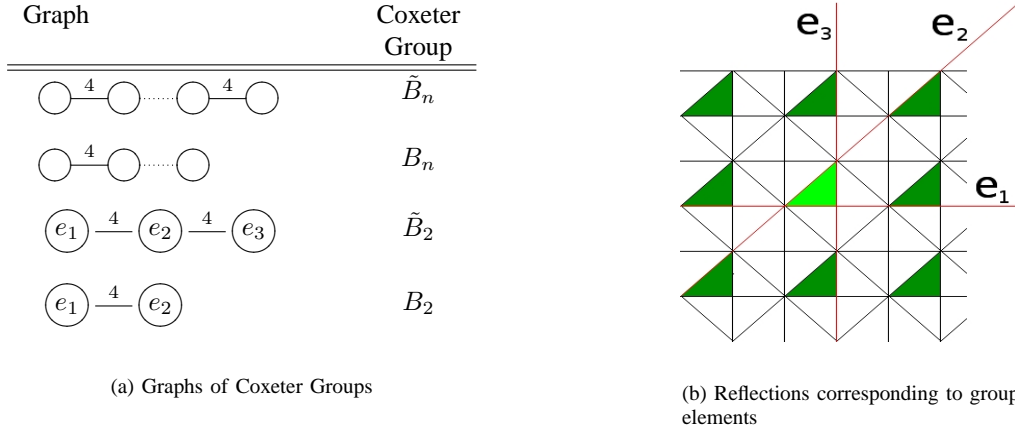 Graph
Coxeter
Group
4 4 B̃ₙ
4 Bₙ
e₁ 4 e₂ 4 e₃ B̃₂
e₁ 4 e₂ B₂
(a) Graphs of Coxeter Groups
e₃ e₂
e₁
(b) Reflections corresponding to group
elements